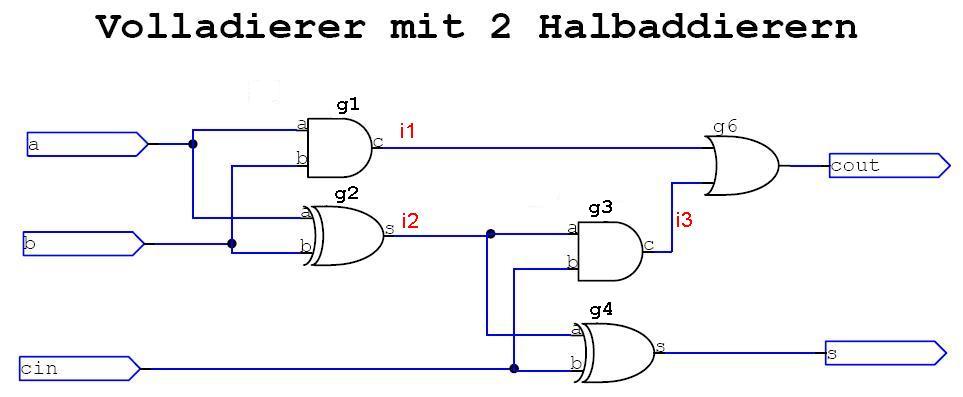 Volladierer mit 2 Halbaddierern
g1
a
i1
c
g6
a
b
cout
g2
a
s
i2
g3
i3
b
b
a
c
b
g4
a
s
s
cin
b